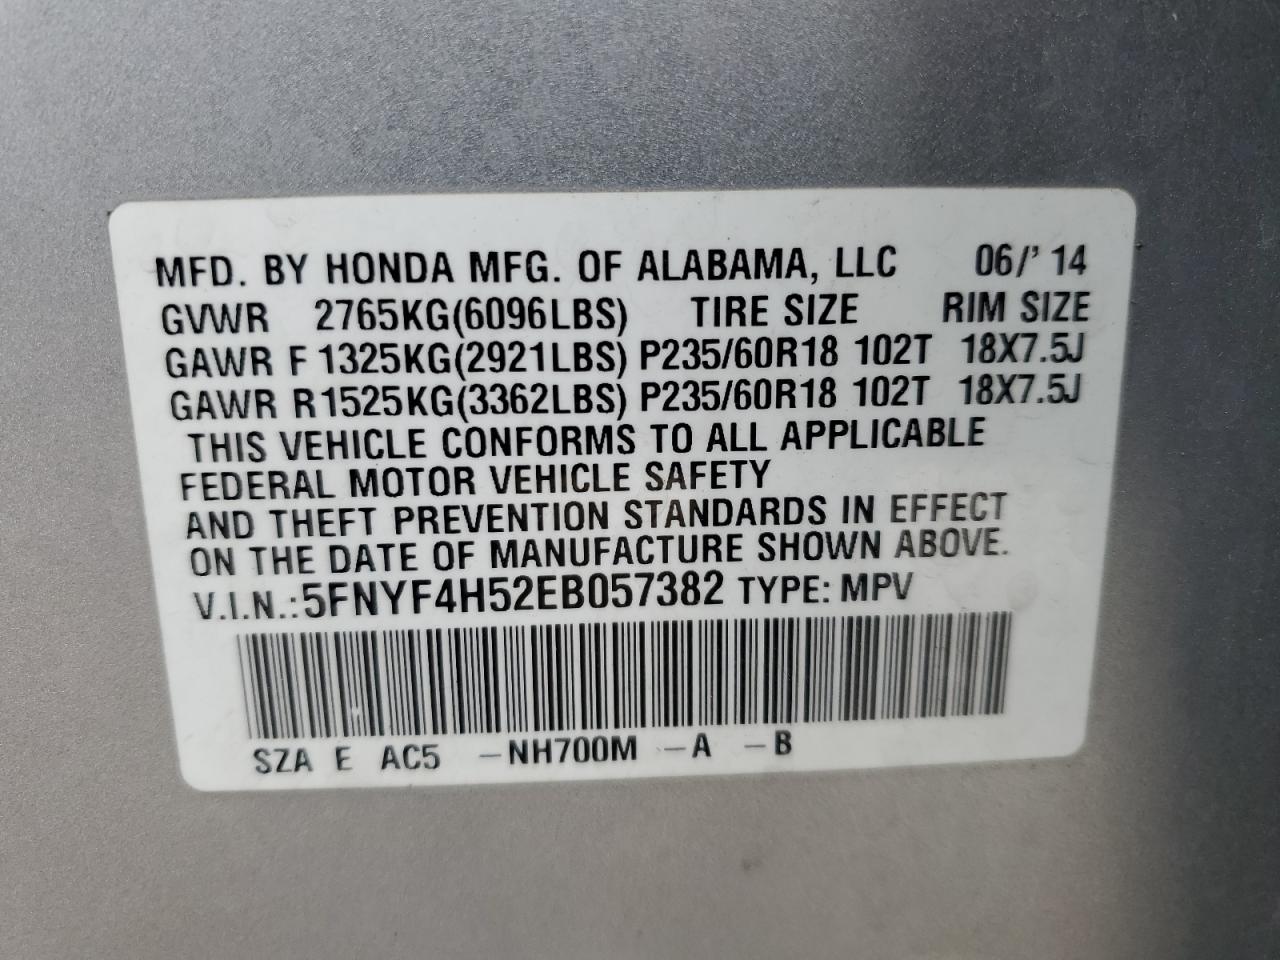 MFD. BY HONDA MFG. OF ALABAMA, LLC 06/' 14
GVWR 2765KG(6096LBS) TIRE SIZE RIM SIZE
GAWR F 1325KG(2921LBS) P235/60R18 102T 18X7.5J
GAWR R1525KG(3362LBS) P235/60R18 102T 18X7.5J
THIS VEHICLE CONFORMS TO ALL APPLICABLE
FEDERAL MOTOR VEHICLE SAFETY
AND THEFT PREVENTION STANDARDS IN EFFECT
ON THE DATE OF MANUFACTURE SHOWN ABOVE.
V.I.N.:5FNYF4H52EB057382 TYPE: MPV
SZA E AC5 -NH700M -A -B